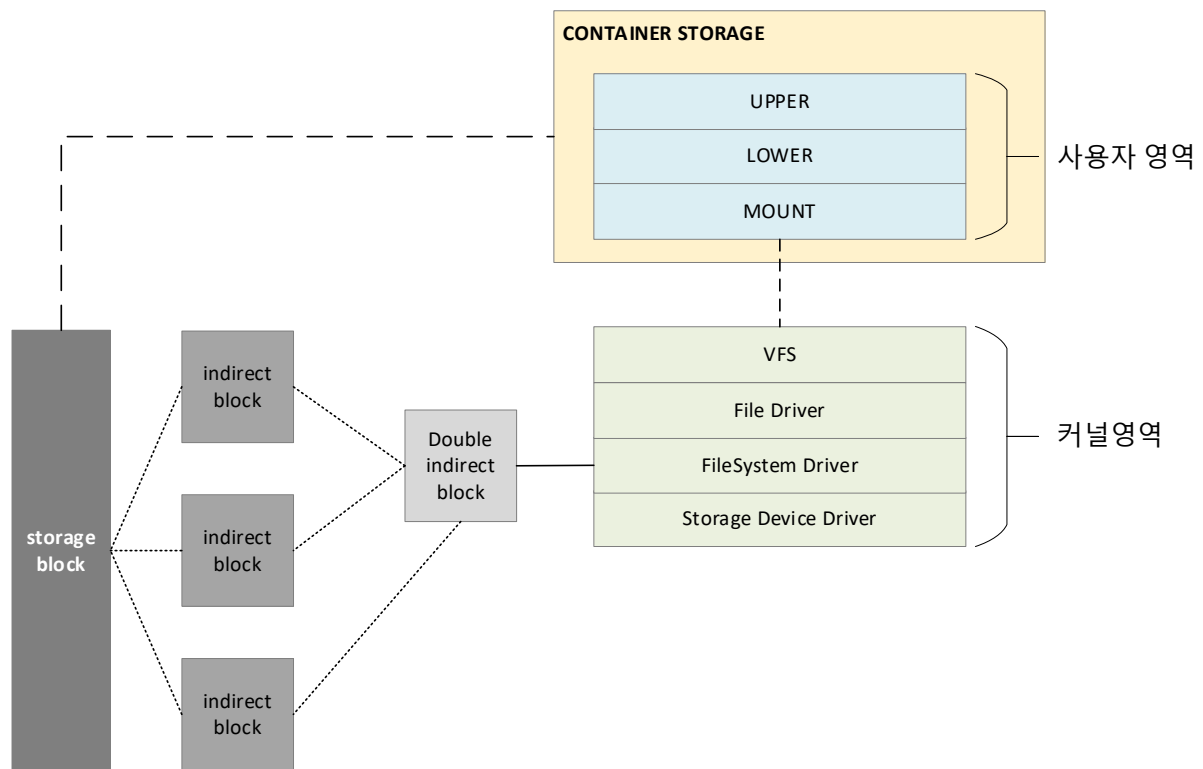 CONTAINER STORAGE
UPPER
LOWER
MOUNT
사용자 영역
VFS
File Driver
FileSystem Driver
Storage Device Driver
커널영역
indirect
block
Double
indirect
block
indirect
block
storage
block
indirect
block